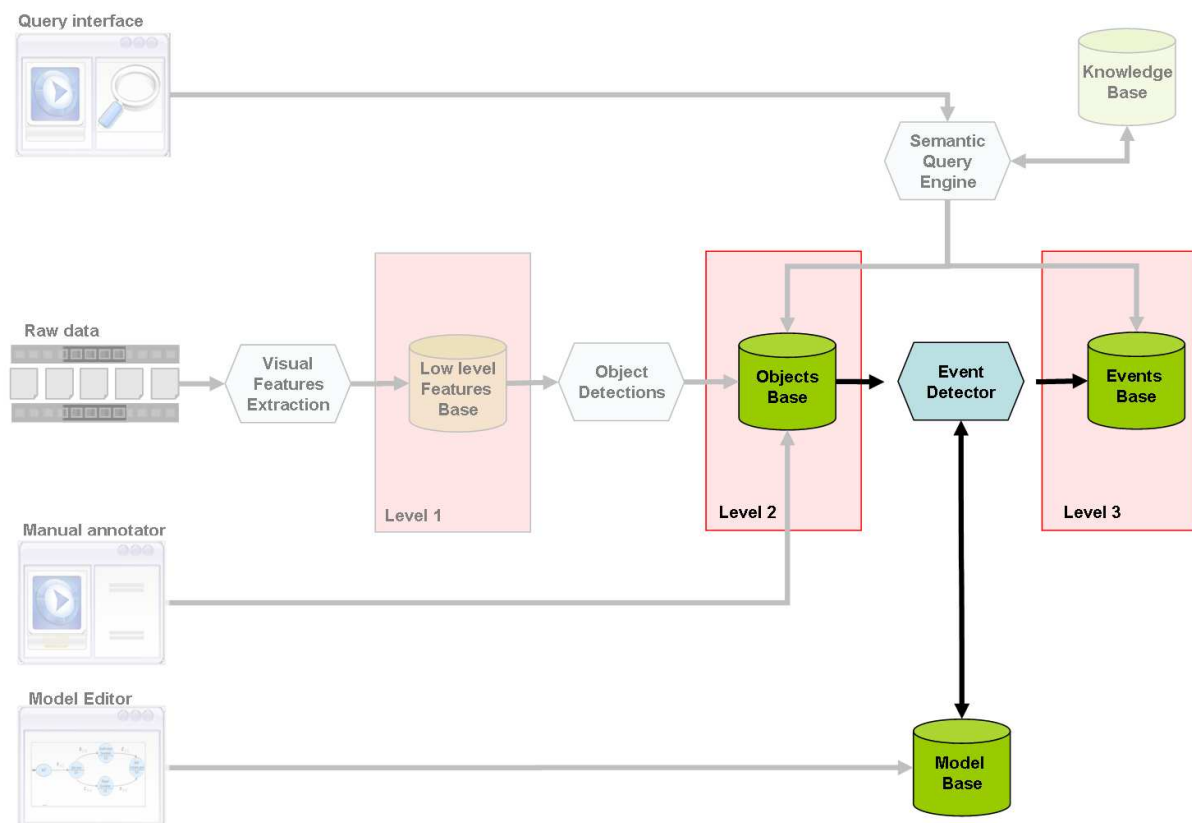 Query interface
Knowledge
Base
Semantic
Query
Engine
Raw data
Visual
Features
Extraction
Low level
Features
Base
Object
Detections
Objects
Base
Event
Detector
Events
Base
Level 1
Level 2
Level 3
Manual annotator
Model Editor
Model
Base